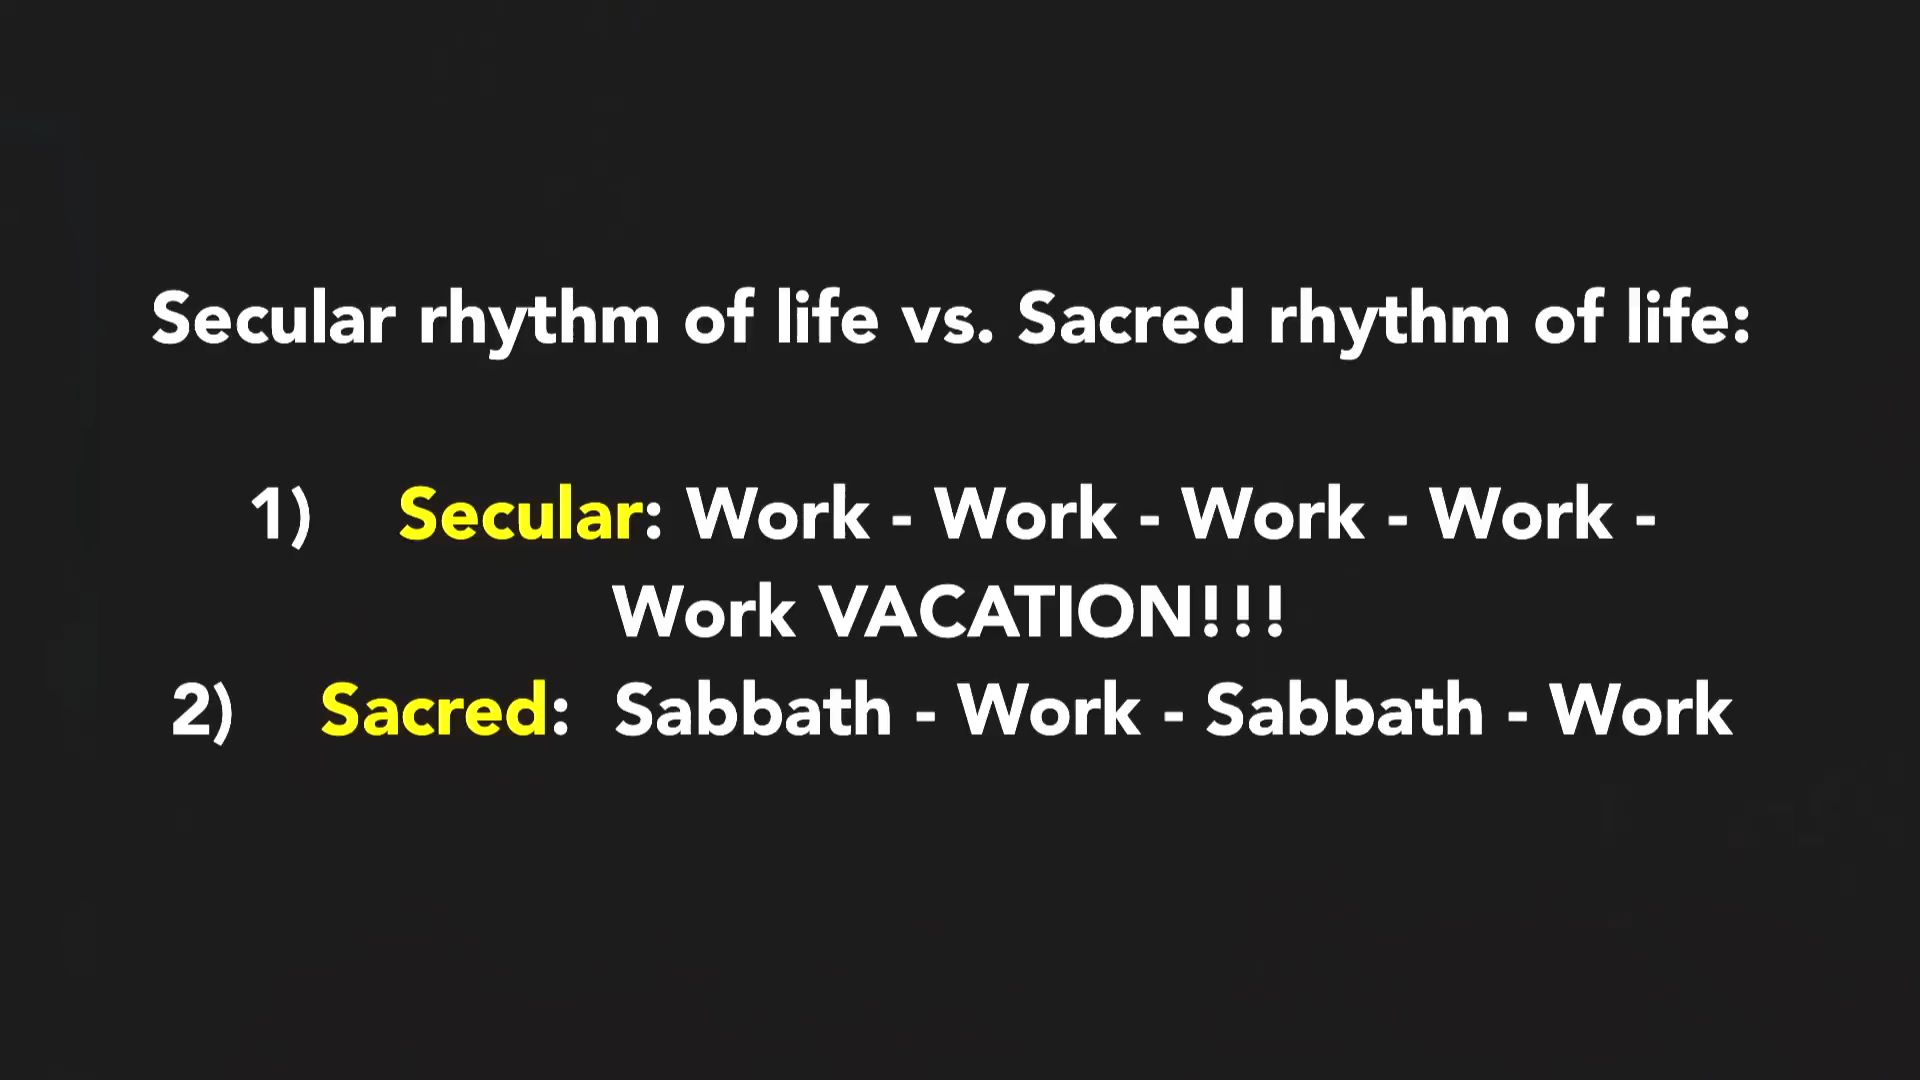 Secular rhythm of life vs. Sacred rhythm of life:
1) Secular: Work - Work - Work - Work -
Work VACATION!!!
2) Sacred: Sabbath - Work - Sabbath - Work